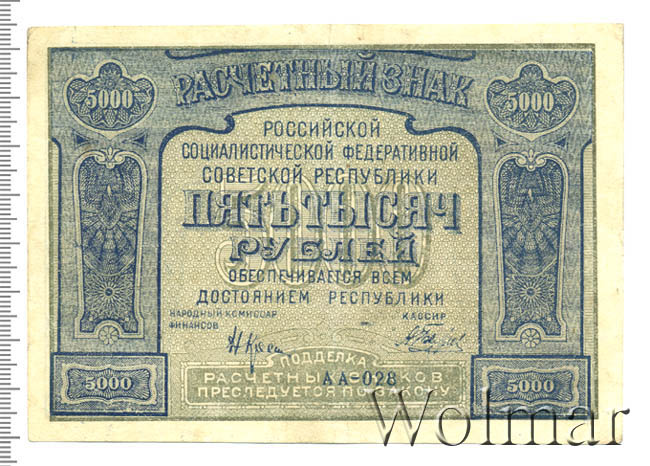 РАСЧЕТНЫЙ ЗНАК
5000 5000
РОССИЙСКОЙ
СОЦИАЛИСТИЧЕСКОЙ ФЕДЕРАТИВНОЙ
СОВЕТСКОЙ РЕСПУБЛИКИ
5000
ПЯТЬ ТЫСЯЧ
РУБЛЕЙ
ОБЕСПЕЧИВАЕТСЯ ВСЕМ
ДОСТОЯНИЕМ РЕСПУБЛИКИ
НАРОДНЫЙ КОМИССАР
ФИНАНСОВ
КАССИР
ПОДДЕЛКА
АА-028
РАСЧЕТНЫХ ЗНАКОВ
ПРЕСЛЕДУЕТСЯ ПО ЗАКОНУ
5000 5000
Wolmar